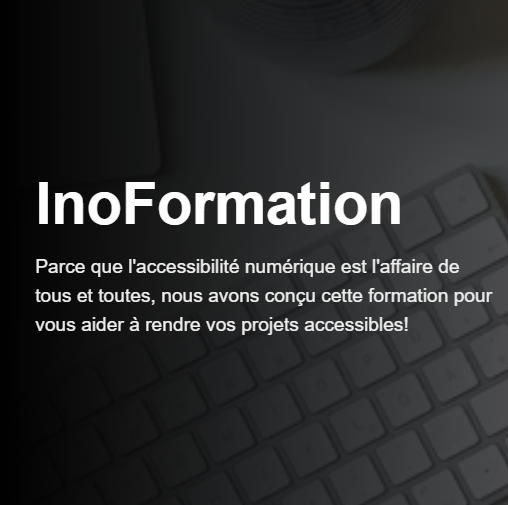 InoFormation
Parce que l'accessibilité numérique est l'affaire de
tous et toutes, nous avons conçu cette formation pour
vous aider à rendre vos projets accessibles!